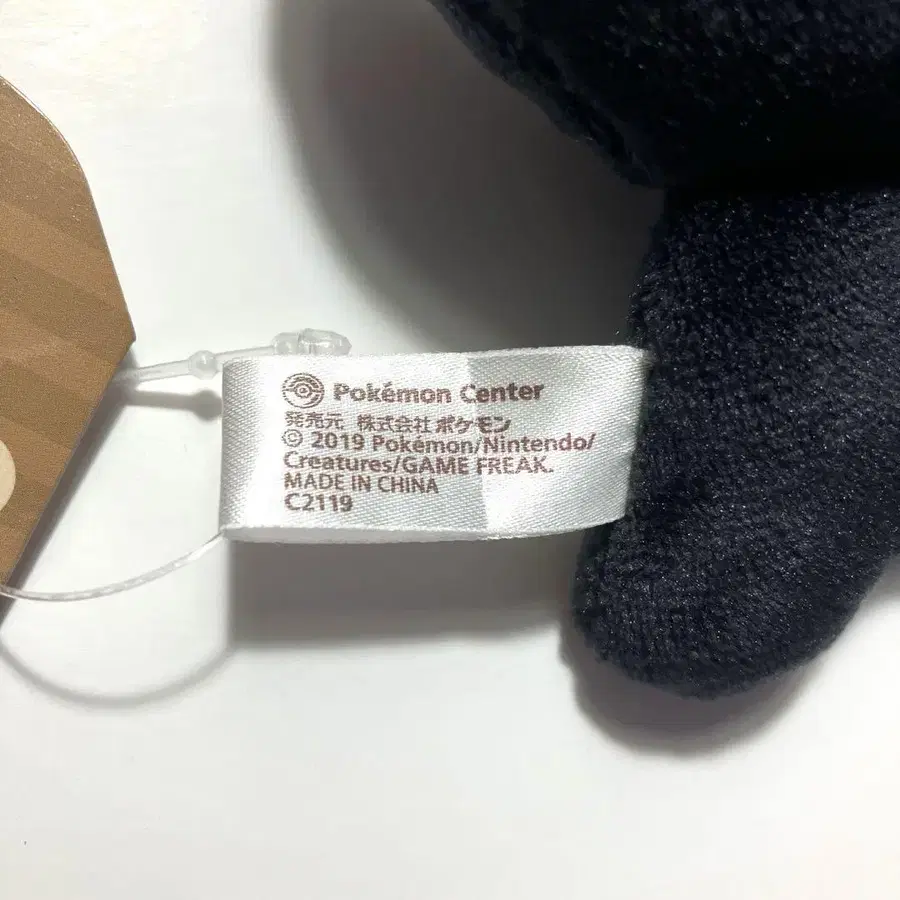 Pokémon Center
発売元 株式会社ポケモン
© 2019 Pokémon/Nintendo/
Creatures/GAME FREAK.
MADE IN CHINA
C2119